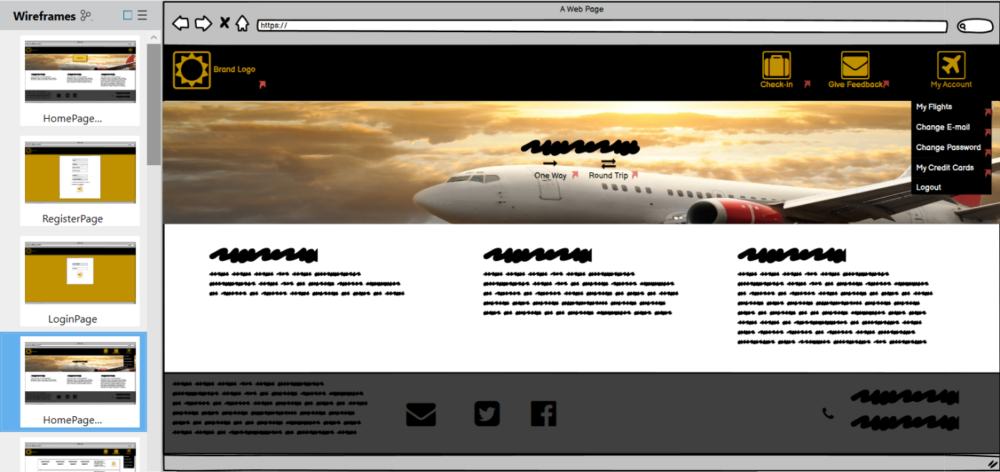 Wireframes
HomePage...
RegisterPage
LoginPage
HomePage...
A Web Page
https://
Brand Logo
Check-in
Give Feedback
My Account
My Flights
Change E-mail
Change Password
My Credit Cards
Logout
One Way
Round Trip